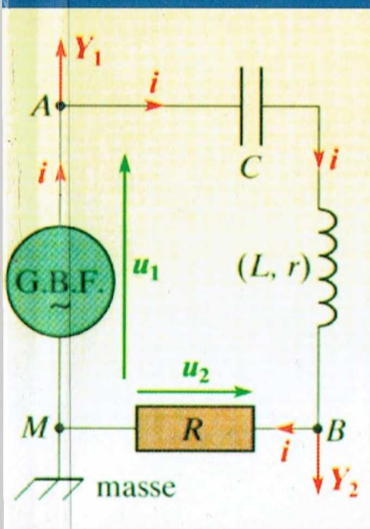 Y₁
A
i
C
i
i
u₁
(L, r)
G.B.F.
~
u₂
M
R
B
i
Y₂
masse